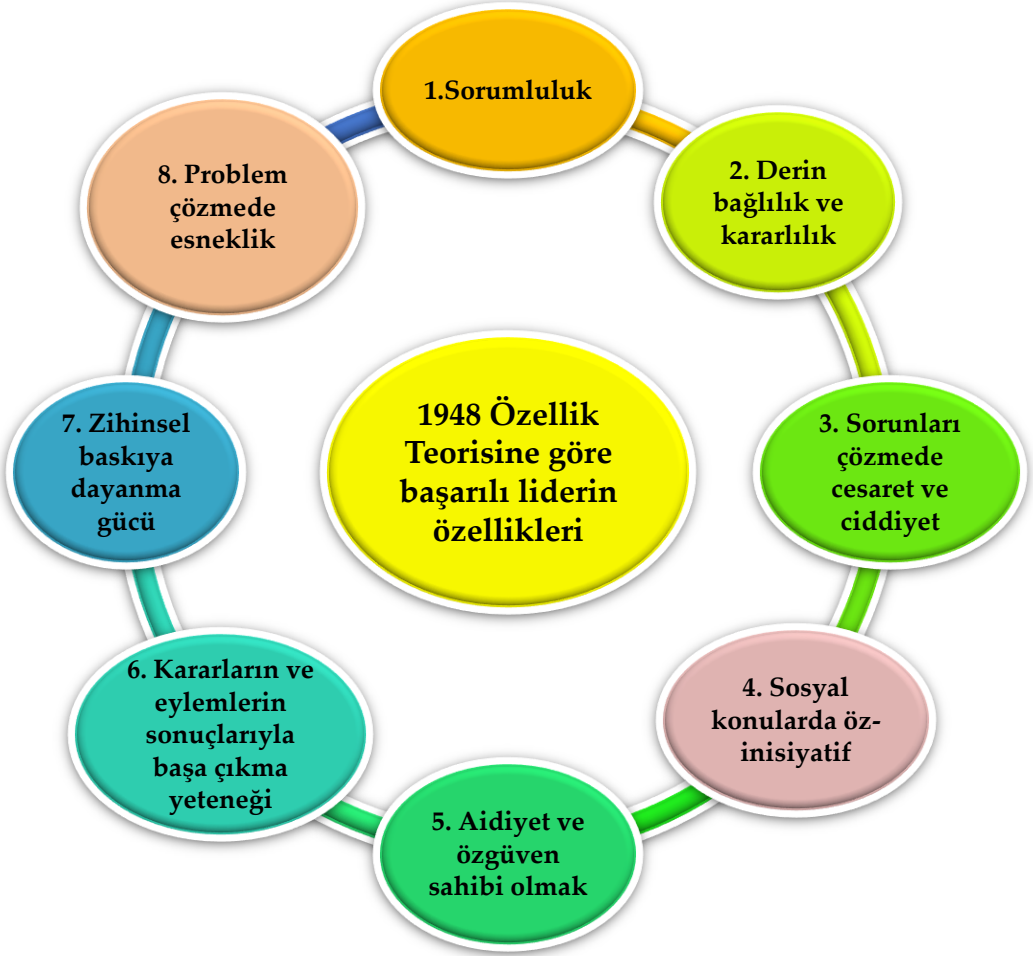 1.Sorumluluk
2. Derin
bağlılık ve
kararlılık
3. Sorunları
çözmede
cesaret ve
ciddiyet
4. Sosyal
konularda öz-
inisiyatif
5. Aidiyet ve
özgüven
sahibi olmak
6. Kararların ve
eylemlerin
sonuçlarıyla
başa çıkma
yeteneği
7. Zihinsel
baskıya
dayanma
gücü
8. Problem
çözmede
esneklik
1948 Özellik
Teorisine göre
başarılı liderin
özellikleri